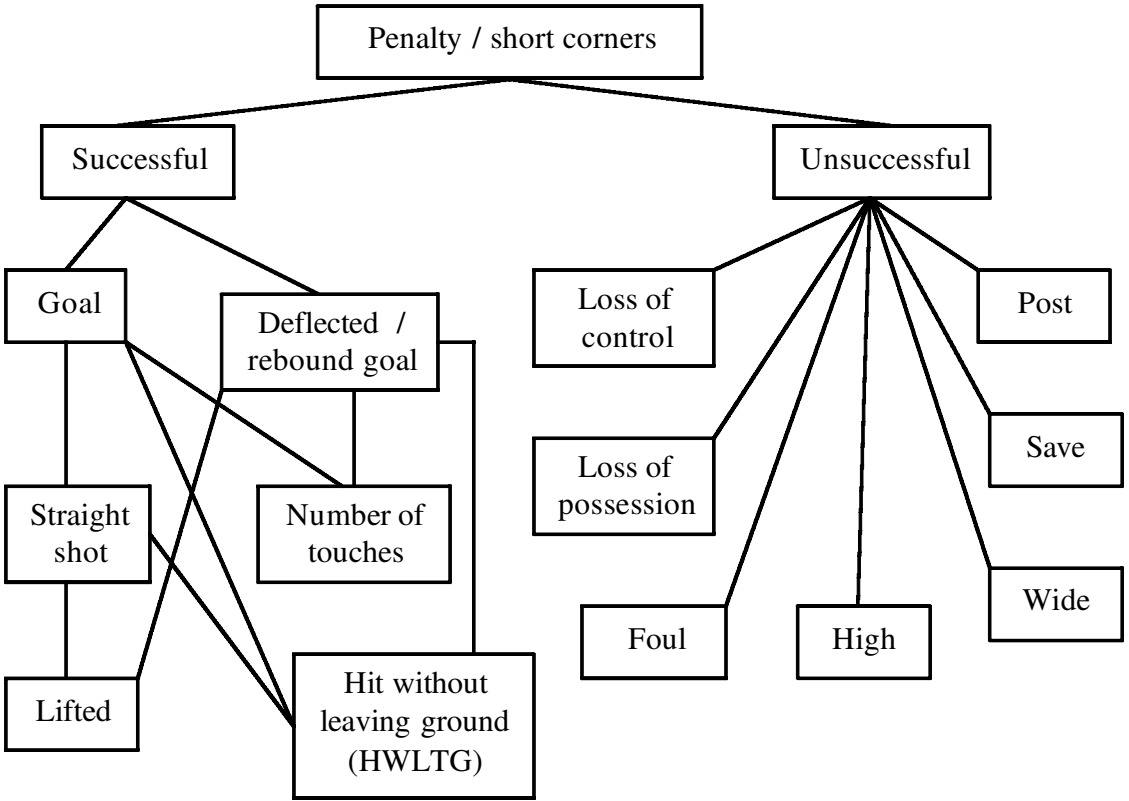 Penalty / short corners
Successful
Unsuccessful
Goal
Deflected /
rebound goal
Loss of
control
Post
Straight
shot
Number of
touches
Loss of
possession
Save
Lifted
Hit without
leaving ground
(HWLTG)
Foul
High
Wide